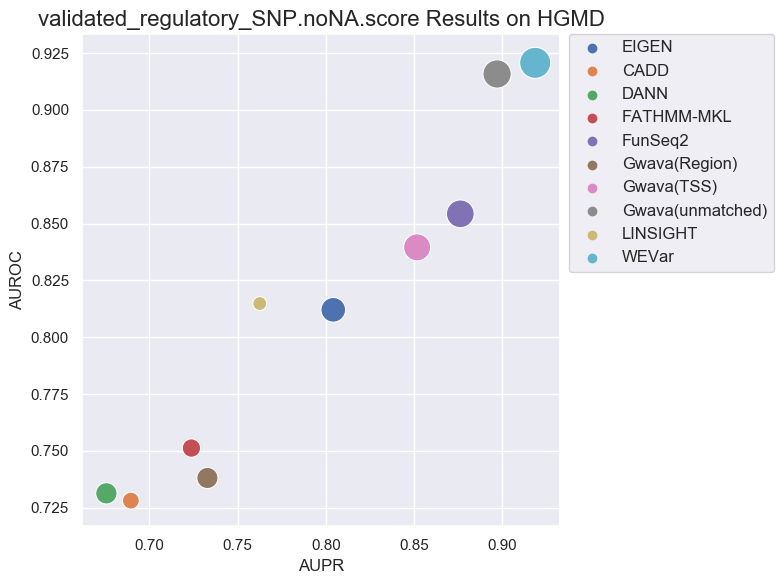 validated_regulatory_SNP.noNA.score Results on HGMD
0.925
0.900
0.875
0.850
0.825
0.800
0.775
0.750
0.725
AUROC
0.70
0.75
0.80
0.85
0.90
AUPR
EIGEN
CADD
DANN
FATHMM-MKL
FunSeq2
Gwava(Region)
Gwava(TSS)
Gwava(unmatched)
LINSIGHT
WEVar